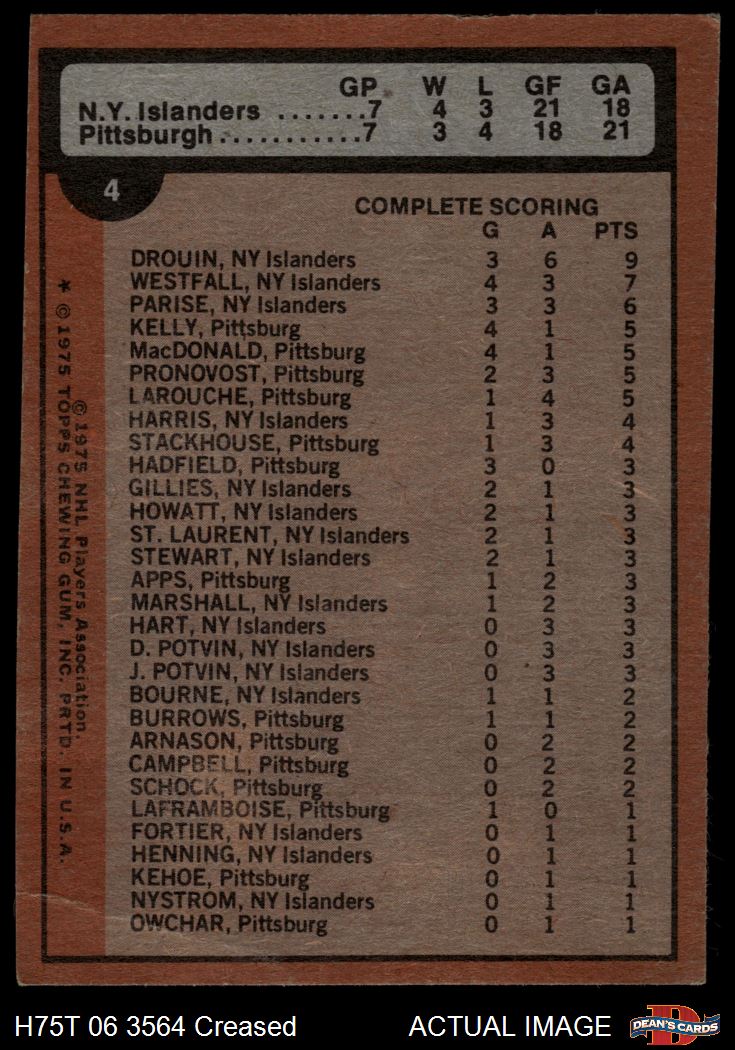 GP W L GF GA
N.Y. Islanders .......7 4 3 21 18
Pittsburgh............7 3 4 18 21
4
COMPLETE SCORING
G A PTS
DROUIN, NY Islanders 3 6 9
WESTFALL, NY Islanders 4 3 7
PARISE, NY Islanders 3 3 6
KELLY, Pittsburg 4 1 5
MacDONALD, Pittsburg 4 1 5
PRONOVOST, Pittsburg 2 3 5
LAROUCHE, Pittsburg 1 4 5
HARRIS, NY Islanders 1 3 4
STACKHOUSE, Pittsburg 1 3 4
HADFIELD, Pittsburg 3 0 3
GILLIES, NY Islanders 2 1 3
HOWATT, NY Islanders 2 1 3
ST. LAURENT, NY Islanders 2 1 3
STEWART, NY Islanders 2 1 3
APPS, Pittsburg 1 2 3
MARSHALL, NY Islanders 1 2 3
HART, NY Islanders 0 3 3
D. POTVIN, NY Islanders 0 3 3
J. POTVIN, NY Islanders 0 3 3
BOURNE, NY Islanders 1 1 2
BURROWS, Pittsburg 1 1 2
ARNASON, Pittsburg 0 2 2
CAMPBELL, Pittsburg 0 2 2
SCHOCK, Pittsburg 0 2 2
LAFRAMBOISE, Pittsburg 1 0 1
FORTIER, NY Islanders 0 1 1
HENNING, NY Islanders 0 1 1
KEHOE, Pittsburg 0 1 1
NYSTROM, NY Islanders 0 1 1
OWCHAR, Pittsburg 0 1 1
© 1975 NHL Players Association.
* © 1975 TOPPS CHEWING GUM, INC. PRTD. IN U.S.A.
H75T 06 3564 Creased
ACTUAL IMAGE
DEAN'S CARDS